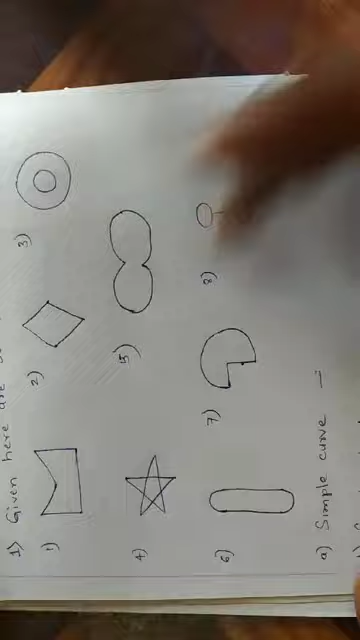 1) Given here are
1) 2) 3)
4) 5)
6) 7) 8)
a) Simple curve —